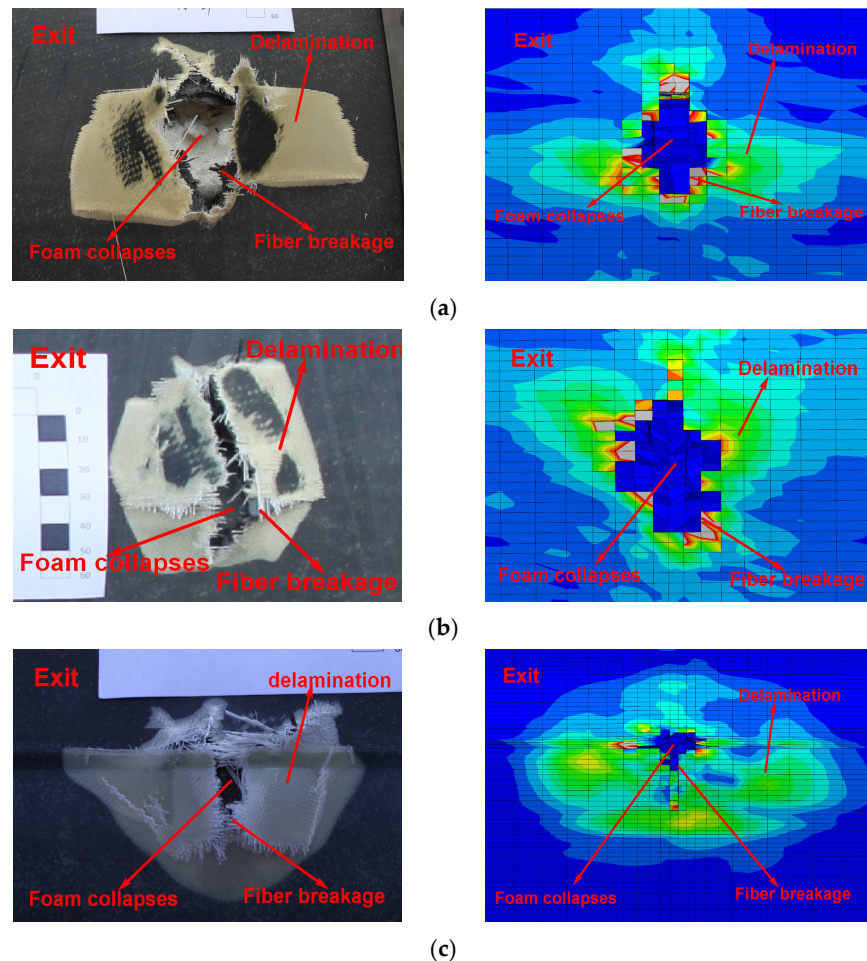 60
Exit
Delamination
Foam collapses
Fiber breakage
Exit
Delamination
Foam collapses
Fiber breakage
(a)
Exit
Delamination
0
0
10
20
30
40
50
60
Foam collapses
Fiber breakage
Exit
Delamination
Foam collapses
Fiber breakage
(b)
Exit
delamination
Foam collapses
Fiber breakage
Exit
Delamination
Foam collapses
Fiber breakage
(c)